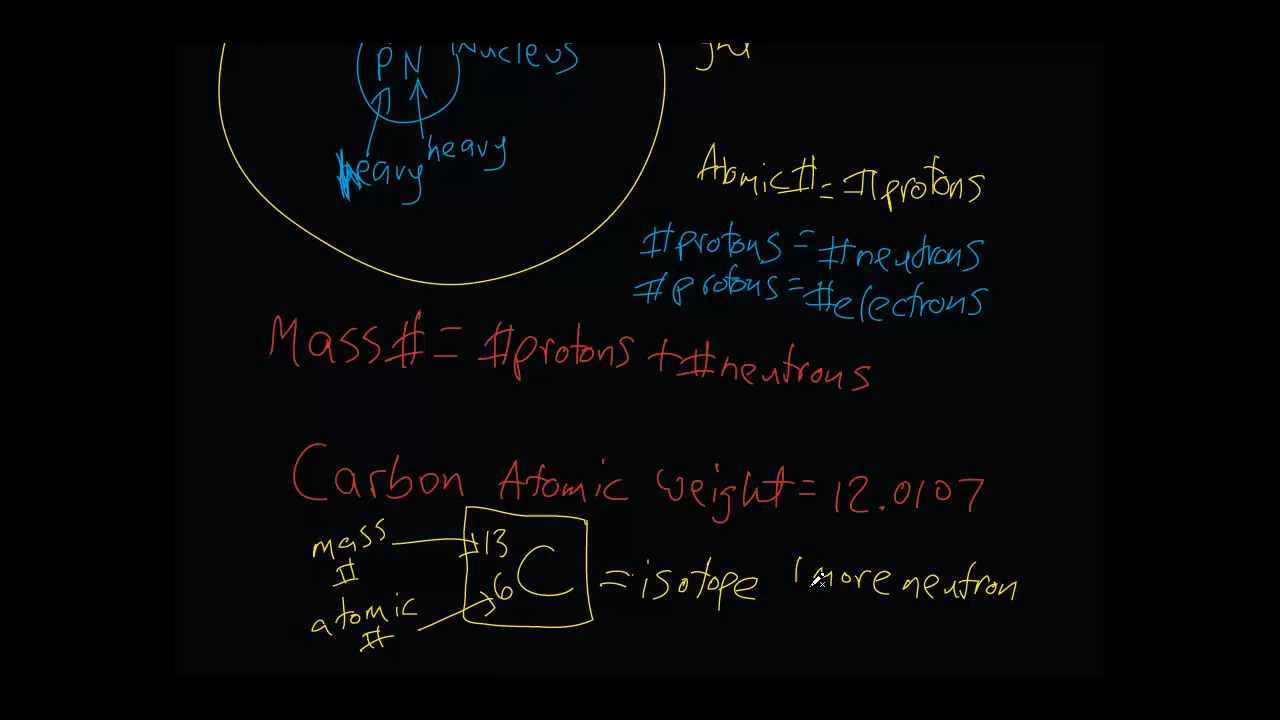 PN Nucleus
heavy heavy
Atomic# = #protons
#protons = #neutrons
#protons = #electrons
Mass# = #protons + #neutrons
Carbon Atomic weight = 12.0107
mass #
atomic #
13
6 C = isotope 1 more neutron